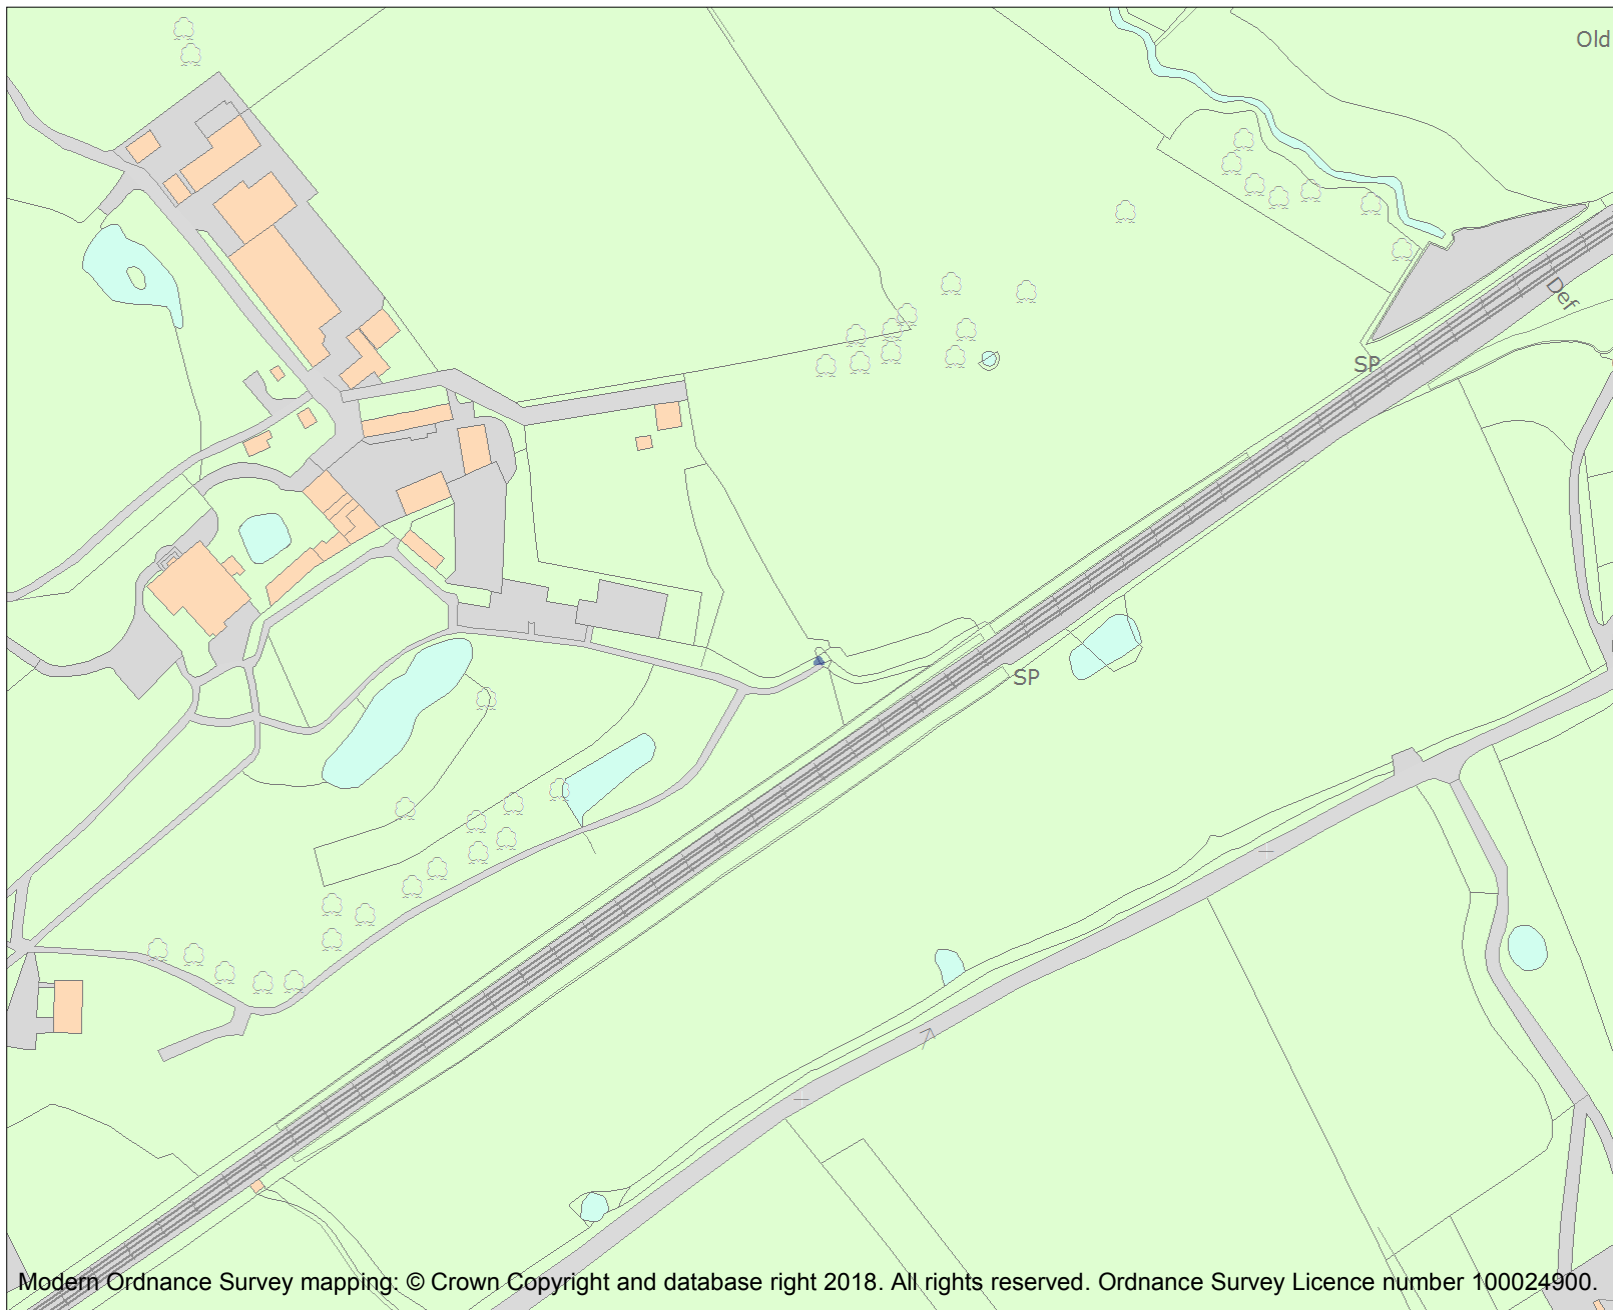 Old
Def
SP
SP
Modern Ordnance Survey mapping: © Crown Copyright and database right 2018. All rights reserved. Ordnance Survey Licence number 100024900.